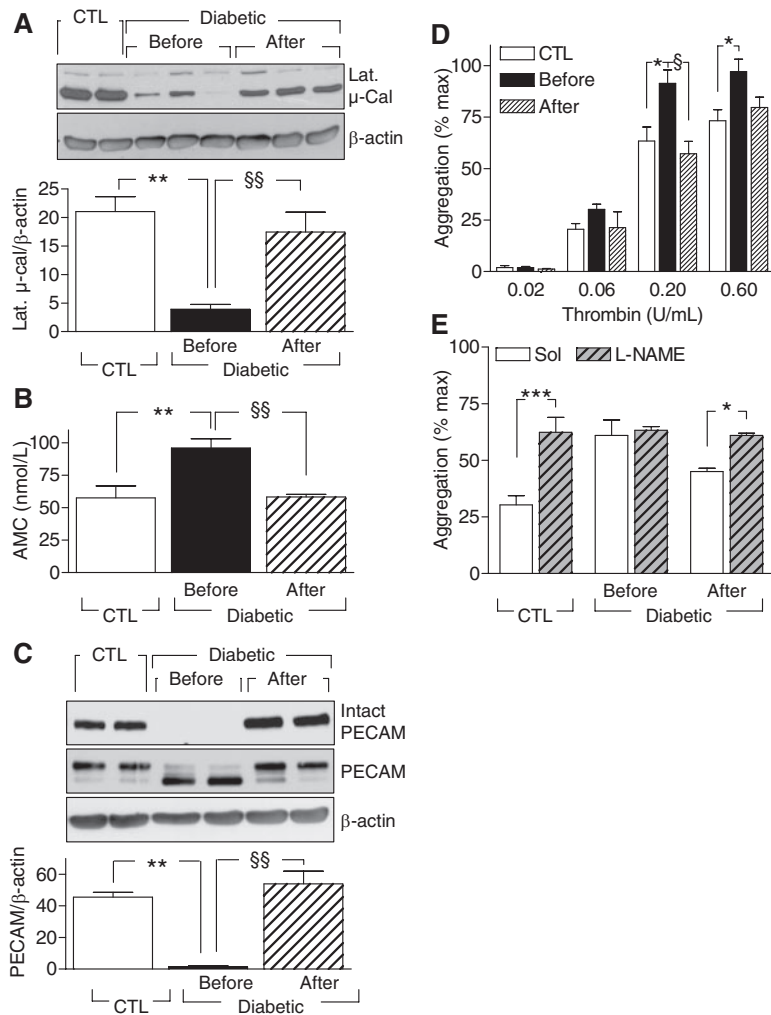 A
CTL
Diabetic
Before
After
Lat.
μ-Cal
β-actin
Lat. μ-cal/β-actin
25
20
15
10
5
0
**
§§
Before
After
CTL
Diabetic
B
AMC (nmol/L)
100
75
50
25
0
**
§§
Before
After
CTL
Diabetic
C
CTL
Diabetic
Before
After
Intact
PECAM
PECAM
β-actin
PECAM/β-actin
60
40
20
0
**
§§
Before
After
CTL
Diabetic
D
CTL
Before
After
Aggregation (% max)
100
75
50
25
0
*
§
*
0.02
0.06
0.20
0.60
Thrombin (U/mL)
E
Sol
L-NAME
Aggregation (% max)
100
75
50
25
0
***
*
Before
After
CTL
Diabetic